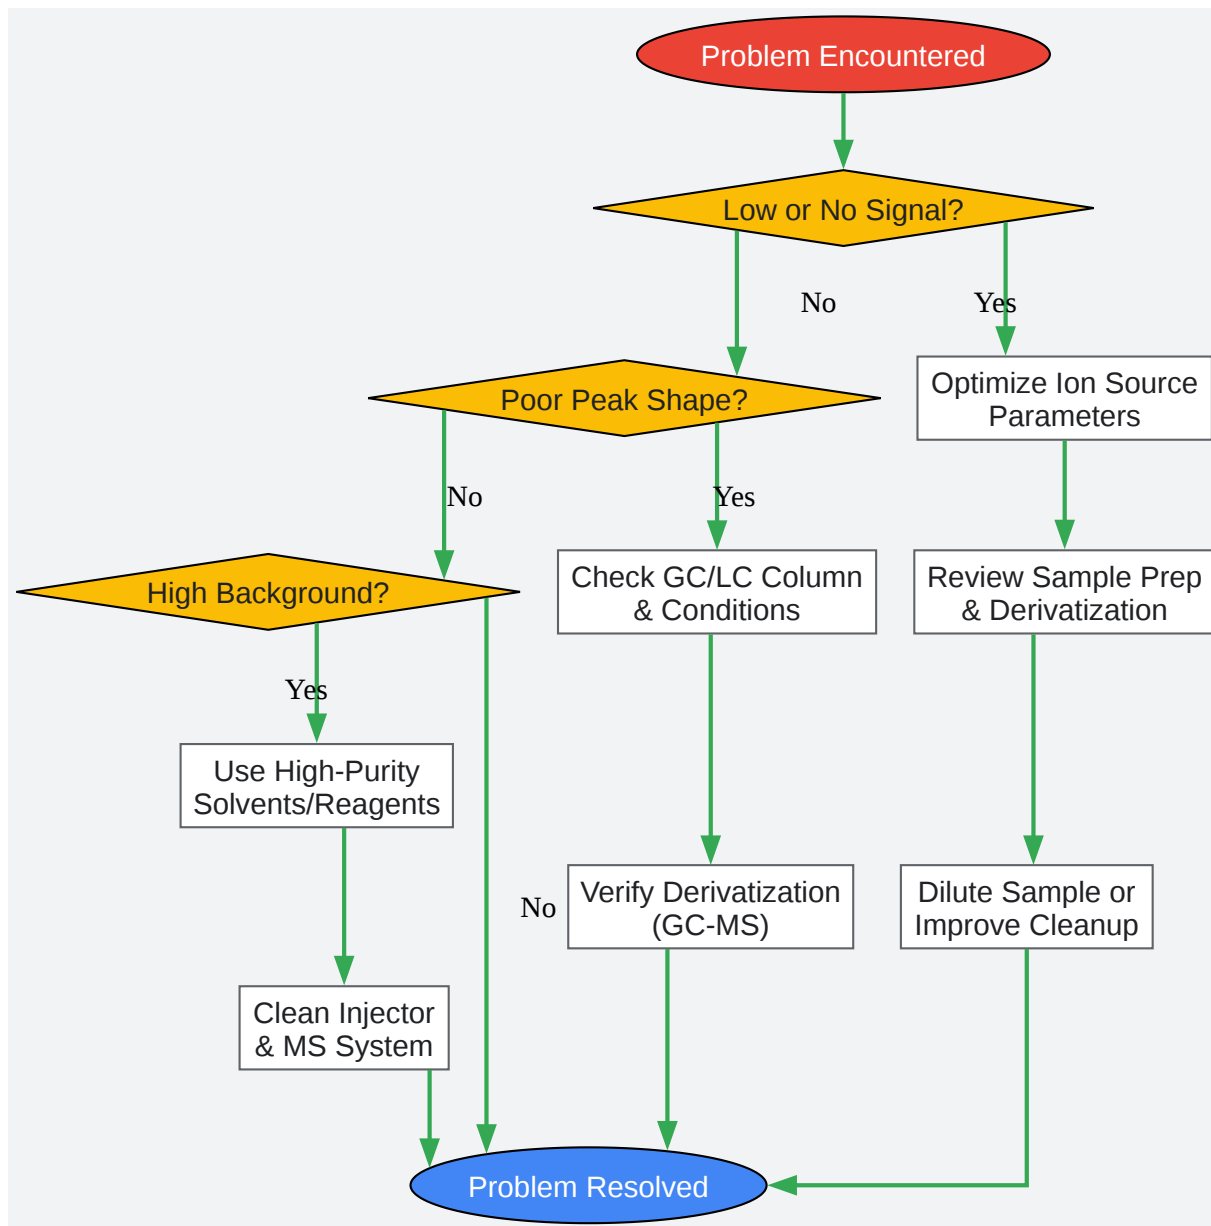 Problem Encountered
Low or No Signal?
No
Yes
Optimize Ion Source
Parameters
Poor Peak Shape?
No
Yes
Check GC/LC Column
& Conditions
Review Sample Prep
& Derivatization
High Background?
Yes
Use High-Purity
Solvents/Reagents
No
Verify Derivatization
(GC-MS)
Dilute Sample or
Improve Cleanup
Clean Injector
& MS System
Problem Resolved